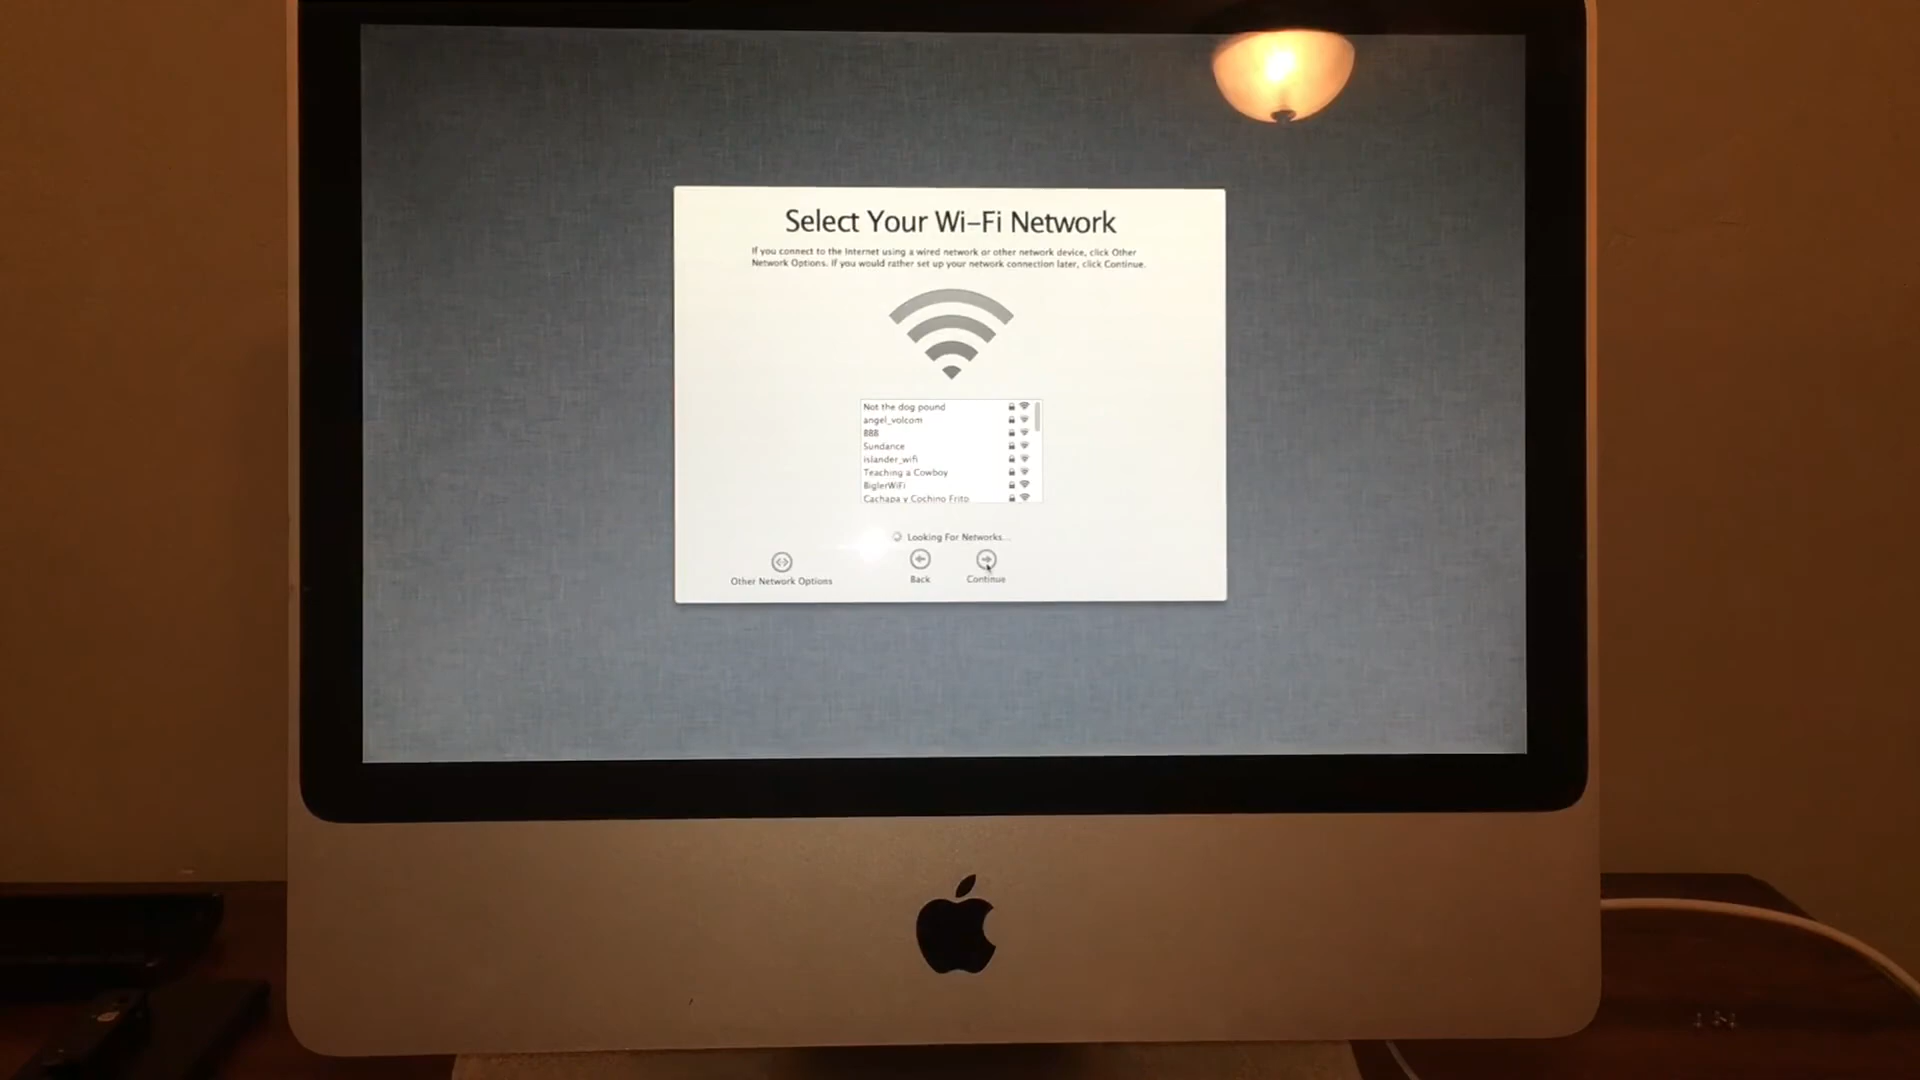 Select Your Wi-Fi Network
If you connect to the Internet using a wired network or other network device, click Other
Network Options. If you would rather set up your network connection later, click Continue.
Not the dog pound
angel_volcom
BBB
Sundance
islander_wifi
Teaching a Cowboy
BiglerWiFi
Cachapa y Cochino Frito
Looking For Networks...
Other Network Options
Back
Continue